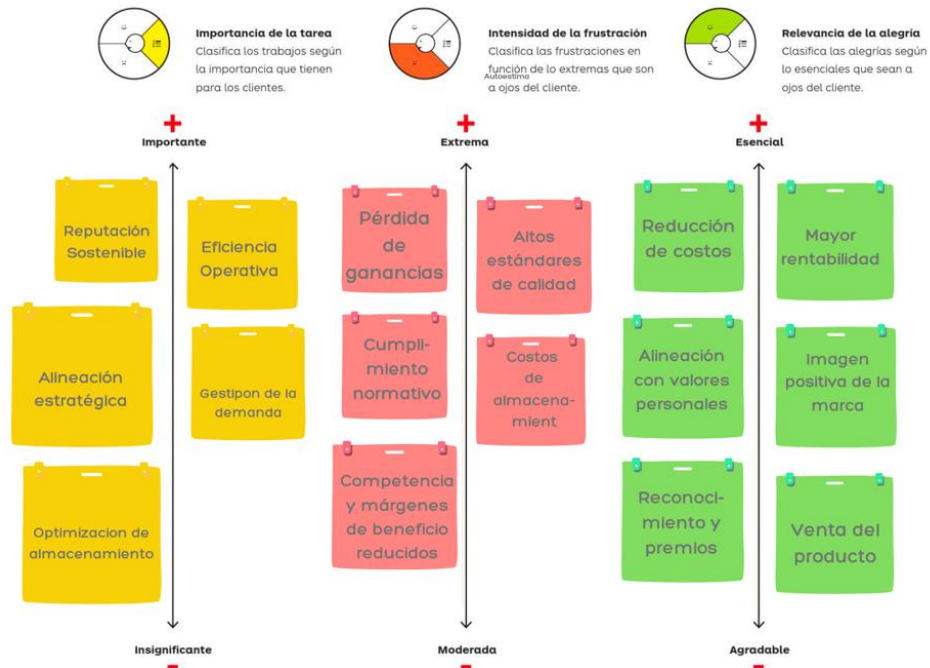 Importancia de la tarea
Clasifica los trabajos según
la importancia que tienen
para los clientes.
Intensidad de la frustración
Clasifica las frustraciones en
función de lo extremas que son
Autoestima
a ojos del cliente.
Relevancia de la alegría
Clasifica las alegrías según
lo esenciales que sean a
ojos del cliente.
+
Importante
Reputación
Sostenible
Eficiencia
Operativa
Alineación
estratégica
Gestipon de la
demanda
Optimizacion de
almacenamiento
Insignificante
-
+
Extrema
Pérdida
de
ganancias
Altos
estándares
de calidad
Cumpli-
miento
normativo
Costos
de
almacena-
mient
Competencia
y márgenes
de beneficio
reducidos
Moderada
-
+
Esencial
Reducción
de costos
Mayor
rentabilidad
Alineación
con valores
personales
Imagen
positiva de la
marca
Reconoci-
miento y
premios
Venta del
producto
Agradable
-